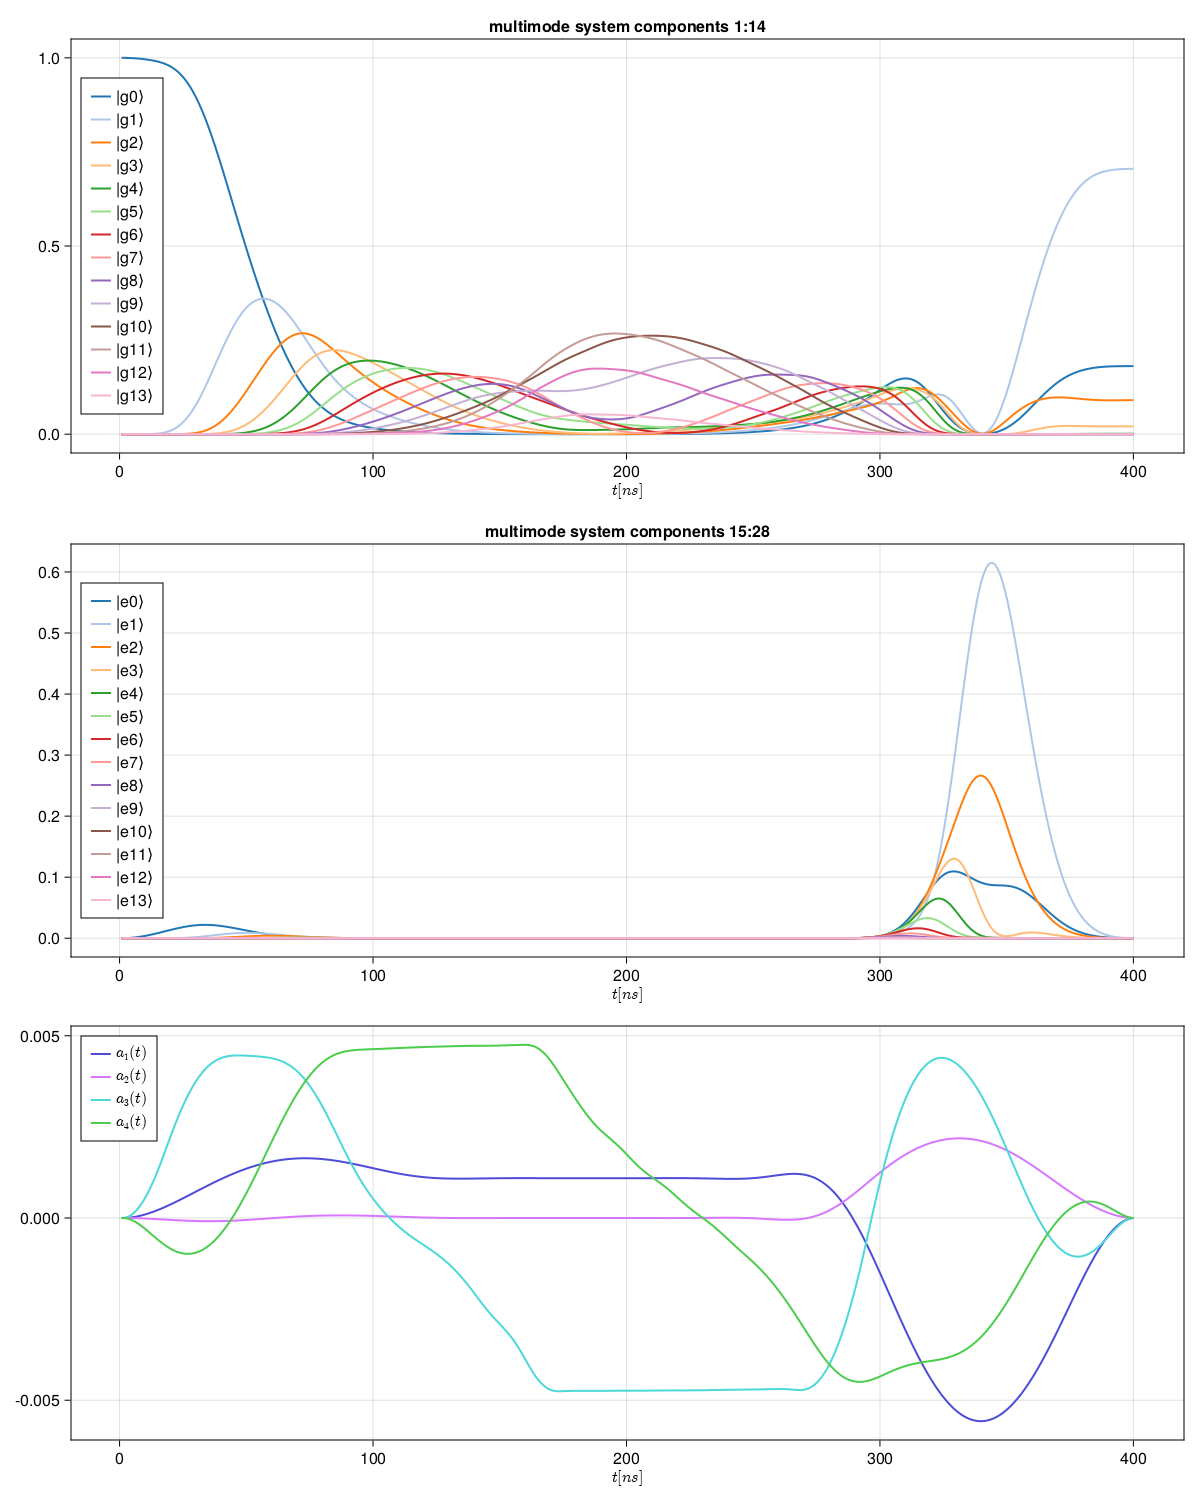 multimode system components 1:14
1.0
0.5
0.0
|g0⟩
|g1⟩
|g2⟩
|g3⟩
|g4⟩
|g5⟩
|g6⟩
|g7⟩
|g8⟩
|g9⟩
|g10⟩
|g11⟩
|g12⟩
|g13⟩
0 100 200 300 400
t[ns]
multimode system components 15:28
0.6
0.5
0.4
0.3
0.2
0.1
0.0
|e0⟩
|e1⟩
|e2⟩
|e3⟩
|e4⟩
|e5⟩
|e6⟩
|e7⟩
|e8⟩
|e9⟩
|e10⟩
|e11⟩
|e12⟩
|e13⟩
0 100 200 300 400
t[ns]
0.005
0.000
-0.005
a₁(t)
a₂(t)
a₃(t)
a₄(t)
0 100 200 300 400
t[ns]